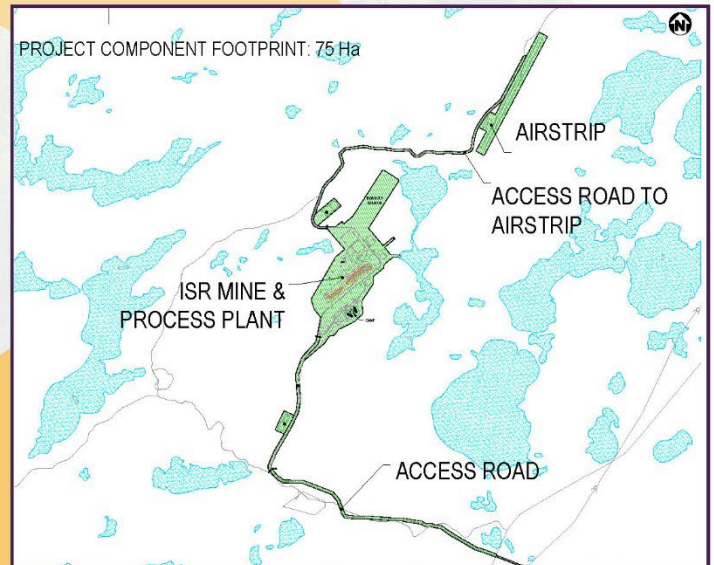 PROJECT COMPONENT FOOTPRINT: 75 Ha
N
AIRSTRIP
ACCESS ROAD TO
AIRSTRIP
ISR MINE &
PROCESS PLANT
ACCESS ROAD